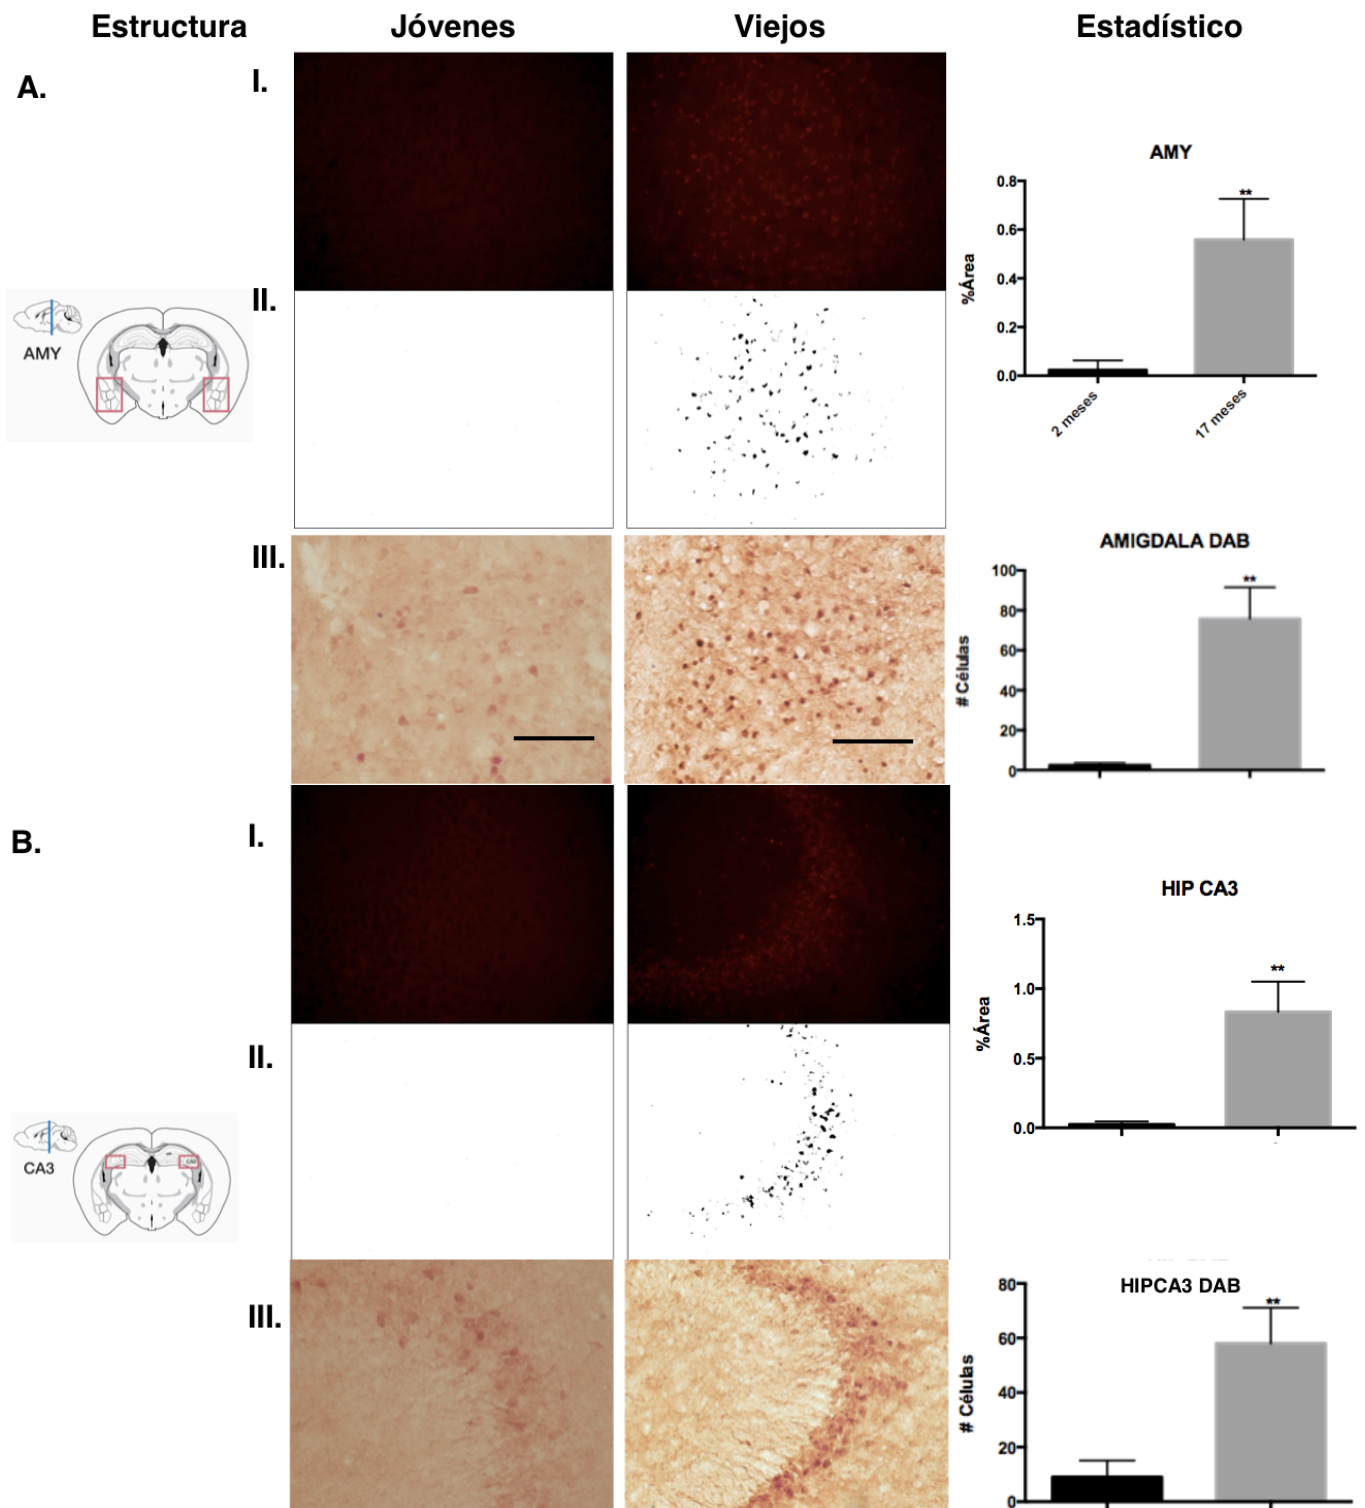 Estructura Jóvenes Viejos Estadístico
A.
I.
II.
III.
AMY
AMY
%Área
0.8
0.6
0.4
0.2
0.0
**
2 meses
17 meses
AMIGDALA DAB
# Células
100
80
60
40
20
0
**
B.
I.
II.
III.
CA3
HIP CA3
%Área
1.5
1.0
0.5
0.0
**
HIPCA3 DAB
# Células
80
60
40
20
0
**